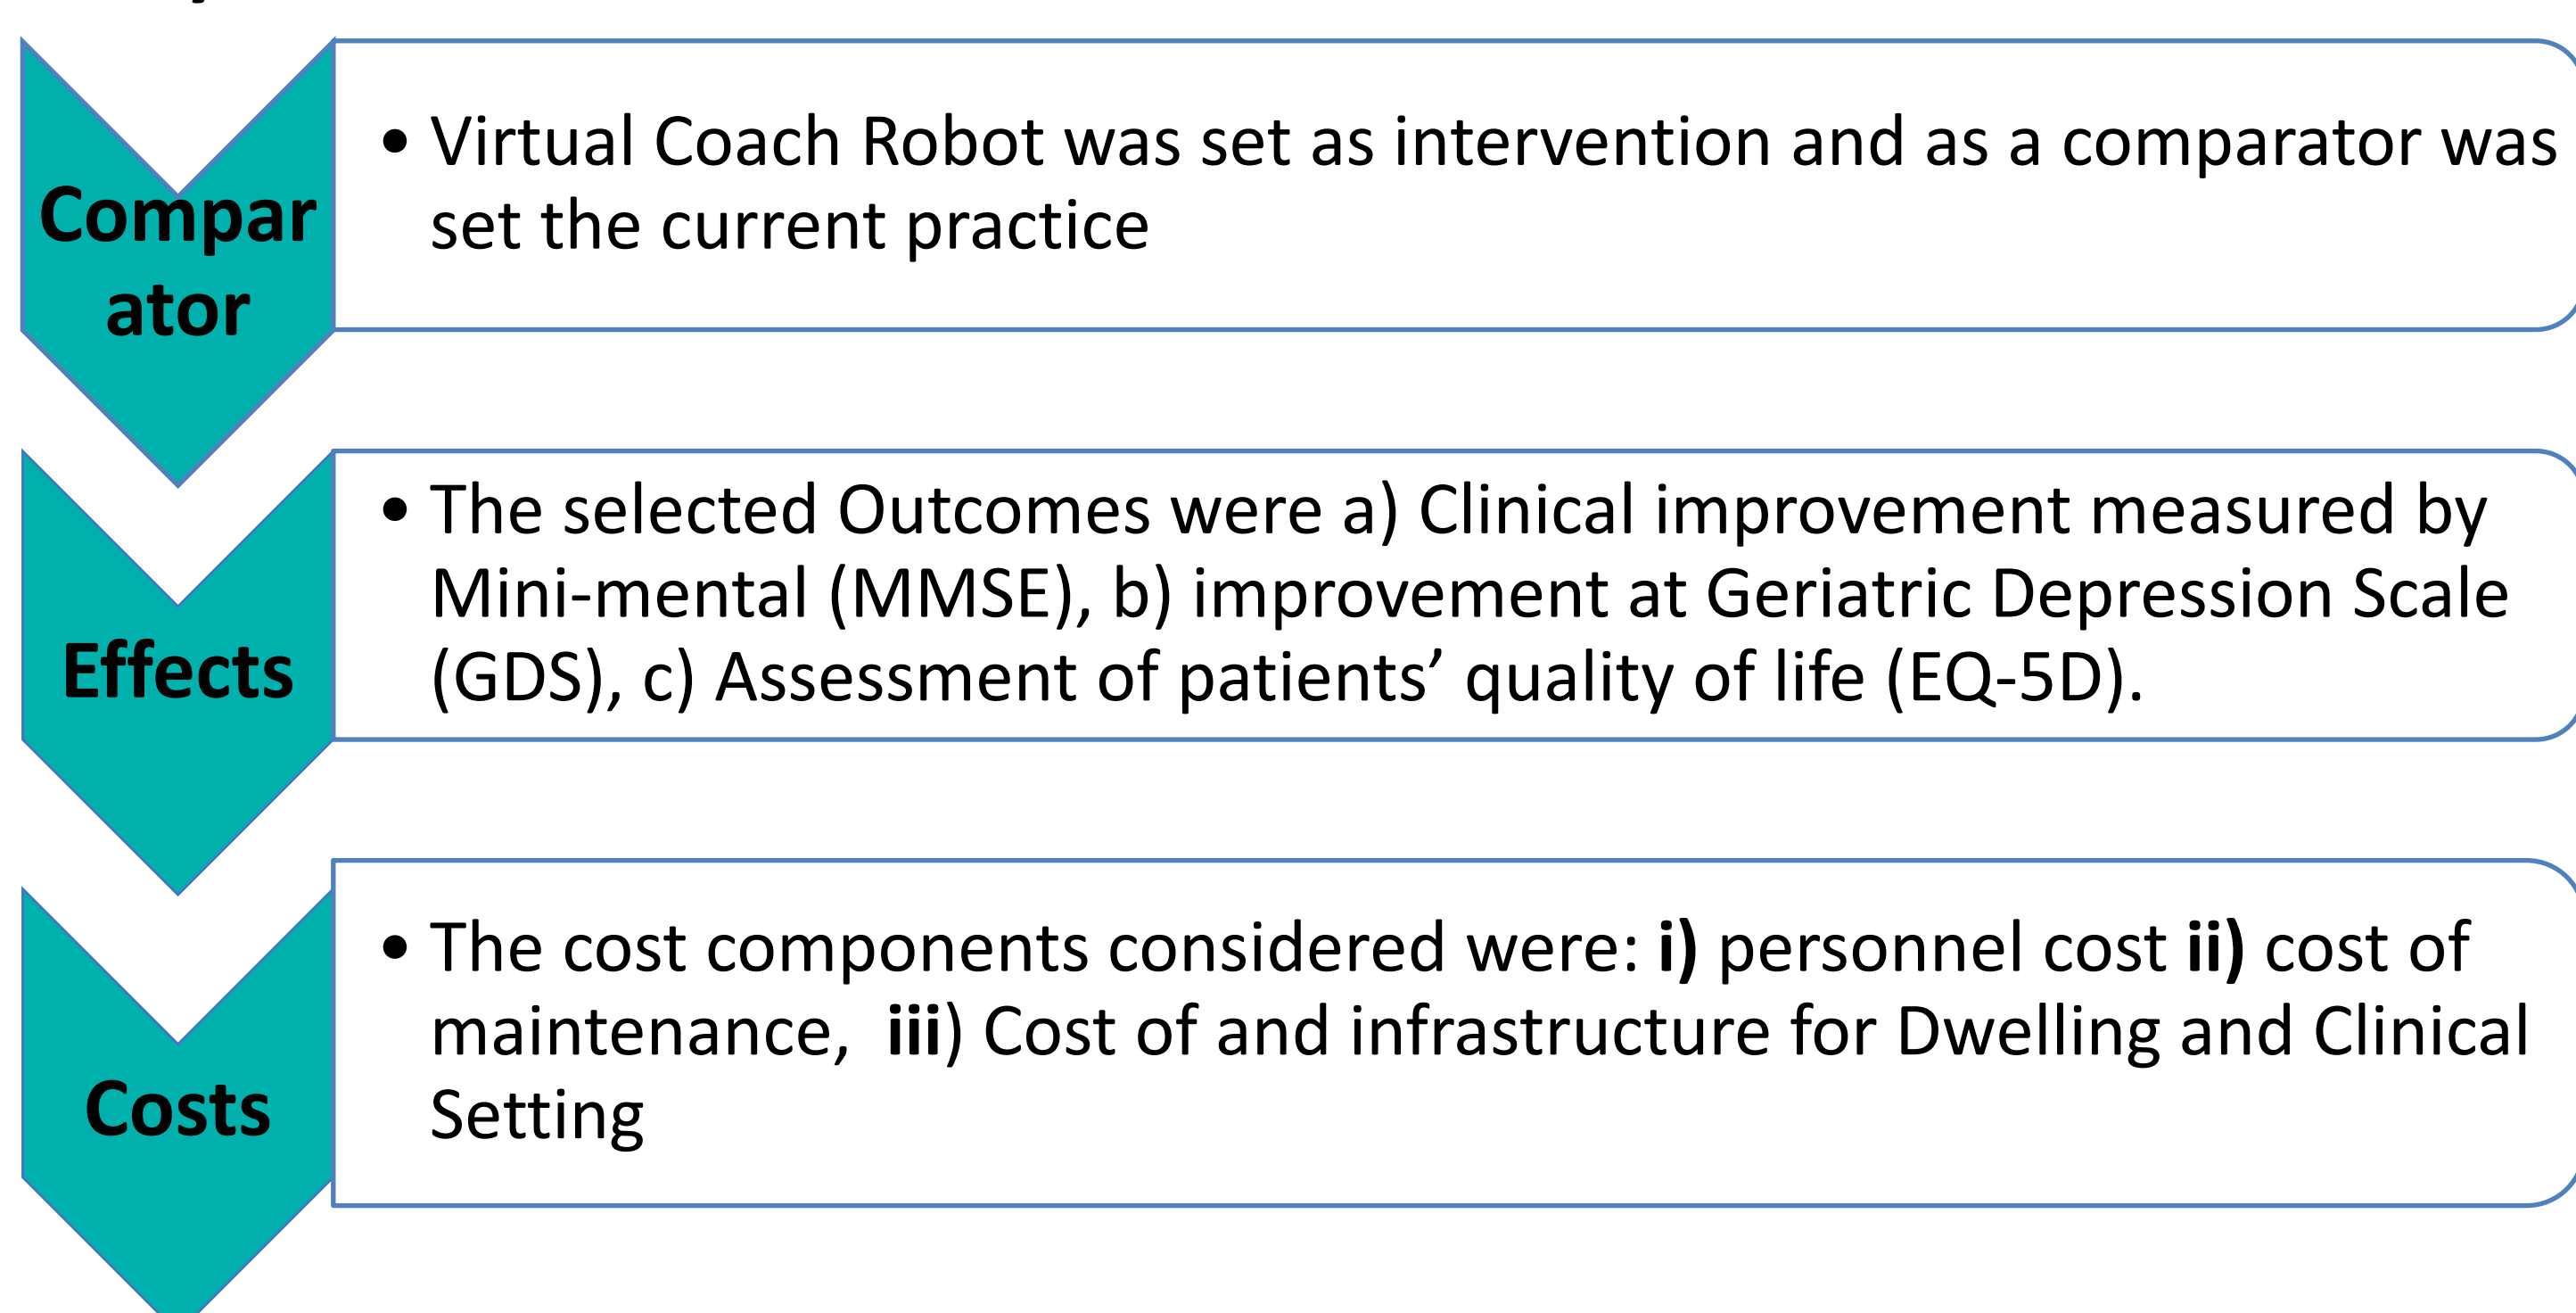 Compar
ator
• Virtual Coach Robot was set as intervention and as a comparator was
set the current practice
Effects
• The selected Outcomes were a) Clinical improvement measured by
Mini-mental (MMSE), b) improvement at Geriatric Depression Scale
(GDS), c) Assessment of patients’ quality of life (EQ-5D).
Costs
• The cost components considered were: i) personnel cost ii) cost of
maintenance,  iii) Cost of and infrastructure for Dwelling and Clinical
Setting